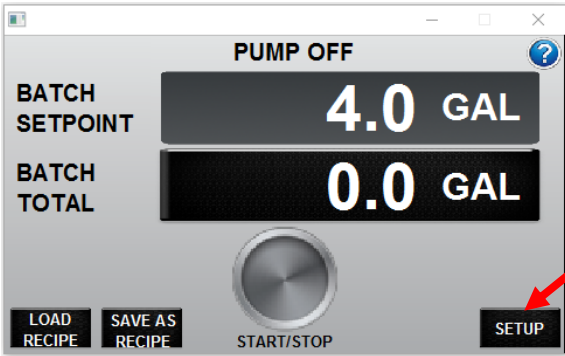 PUMP OFF
?
BATCH
SETPOINT
4.0 GAL
BATCH
TOTAL
0.0 GAL
LOAD
RECIPE
SAVE AS
RECIPE
START/STOP
SETUP